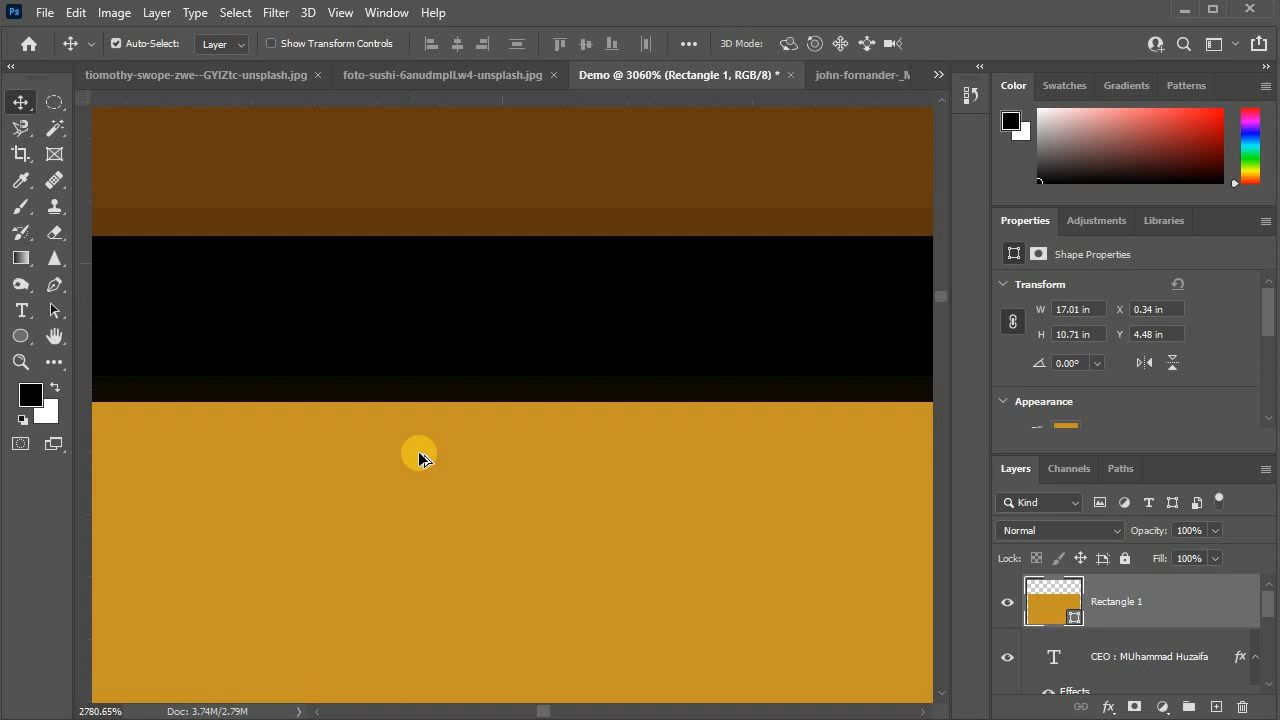 Ps File Edit Image Layer Type Select Filter 3D View Window Help
Auto-Select: Layer Show Transform Controls 3D Mode:
tiomothy-swope-zwe--GYIZtc-unsplash.jpg × foto-sushi-6anudmpILw4-unsplash.jpg × Demo @ 3060% (Rectangle 1, RGB/8) * × john-fornander-_M
Color Swatches Gradients Patterns
Properties Adjustments Libraries
Shape Properties
Transform
W 17.01 in X 0.34 in
H 10.71 in Y 4.48 in
0.00°
Appearance
Layers Channels Paths
Kind
Normal Opacity: 100%
Lock: Fill: 100%
Rectangle 1
T CEO : MUhammad Huzaifa fx
Effects
2780.65% Doc: 3.74M/2.79M